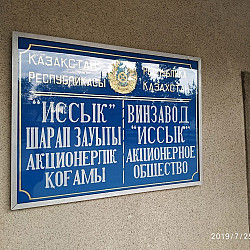 ҚАЗАҚСТАН
РЕСПУБЛИКАСЫ
"ИССЫК"
ШАРАП ЗАУЫТЫ
АКЦИОНЕРЛІК
ҚОҒАМЫ
РЕСПУБЛИКА
КАЗАХСТАН
ВИНЗАВОД
"ИССЫК"
АКЦИОНЕРНОЕ
ОБЩЕСТВО
2019/7/25